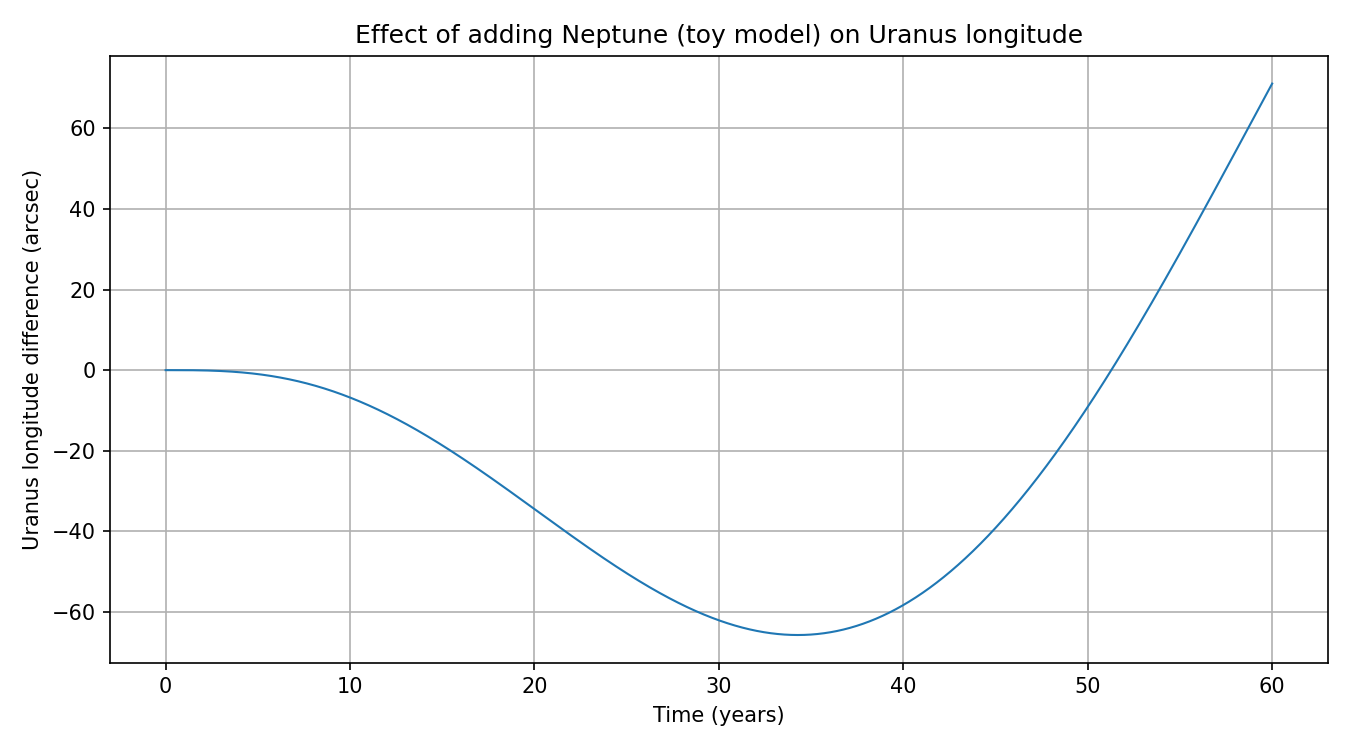 Effect of adding Neptune (toy model) on Uranus longitude
Uranus longitude difference (arcsec)
60
40
20
0
−20
−40
−60
0 10 20 30 40 50 60
Time (years)